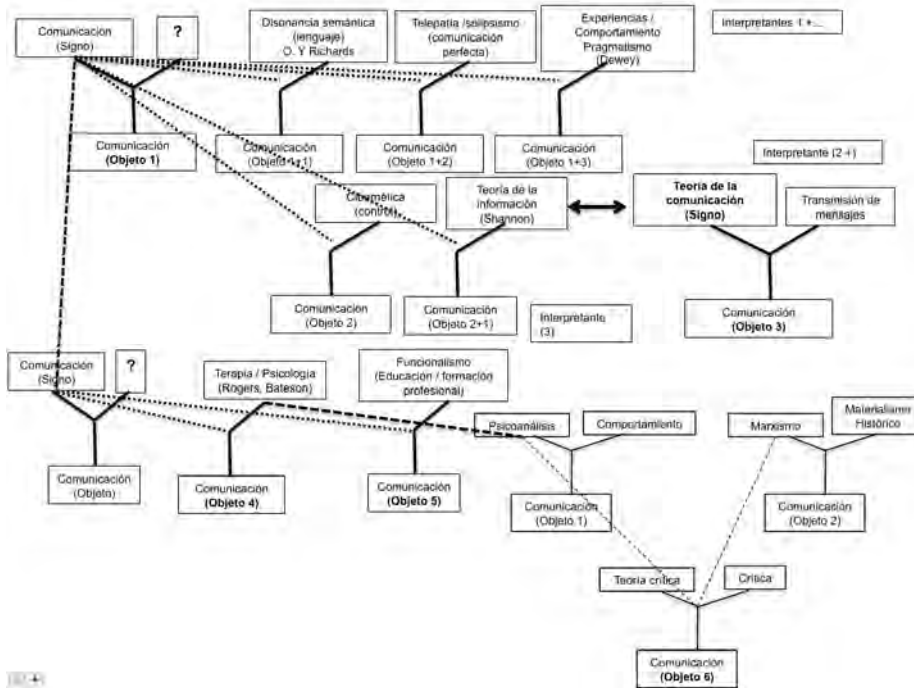 Comunicación
(Signo)
?
Disonancia semántica
(lenguaje)
O. Y Richards
Telepatía /solipsismo
(comunicación
perfecta)
Experiencias /
Comportamiento
Pragmatismo
(Dewey)
Interpretantes 1 +...
Comunicación
(Objeto 1)
Comunicación
(Objeto 1+1)
Comunicación
(Objeto 1+2)
Comunicación
(Objeto 1+3)
Cibernética
(control)
Teoría de la
información
(Shannon)
Teoría de la
comunicación
(Signo)
Interpretante (2 +)
Transmisión de
mensajes
Comunicación
(Objeto 2)
Comunicación
(Objeto 2+1)
Interpretante
(3)
Comunicación
(Objeto 3)
Comunicación
(Signo)
?
Terapia / Psicología
(Rogers, Bateson)
Funcionalismo
(Educación / formación
profesional)
Comunicación
(Objeto)
Comunicación
(Objeto 4)
Comunicación
(Objeto 5)
Psicoanálisis
Comportamiento
Marxismo
Materialismo
Histórico
Comunicación
(Objeto 1)
Comunicación
(Objeto 2)
Teoría crítica
Crítica
Comunicación
(Objeto 6)